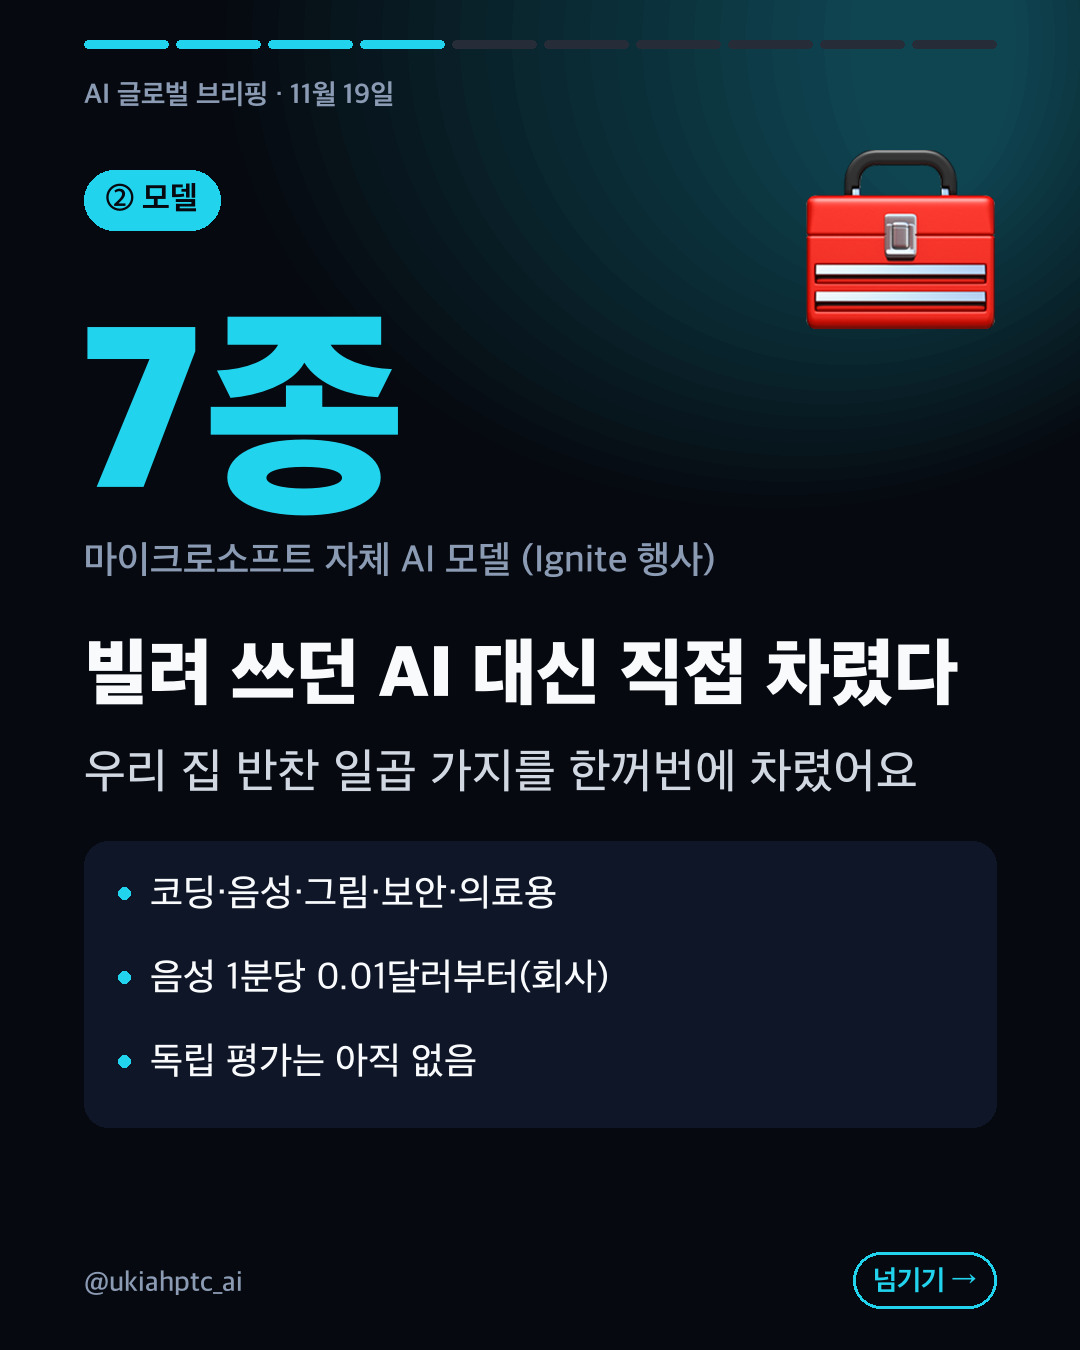 AI 글로벌 브리핑 · 11월 19일
② 모델
7종
마이크로소프트 자체 AI 모델 (Ignite 행사)
빌려 쓰던 AI 대신 직접 차렸다
우리 집 반찬 일곱 가지를 한꺼번에 차렸어요
• 코딩·음성·그림·보안·의료용
• 음성 1분당 0.01달러부터(회사)
• 독립 평가는 아직 없음
@ukiahptc_ai
넘기기 →